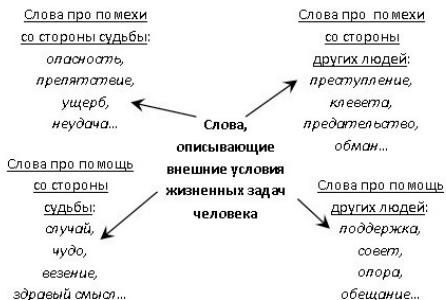 Слова про помехи
со стороны судьбы:
опасность,
препятствие,
ущерб,
неудача...
Слова про помехи
со стороны
других людей:
преступление,
клевета,
предательство,
обман...
Слова,
описывающие
внешние условия
жизненных задач
человека
Слова про помощь
со стороны
судьбы:
случай,
чудо,
везение,
здравый смысл...
Слова про помощь
других людей:
поддержка,
совет,
опора,
обещание...